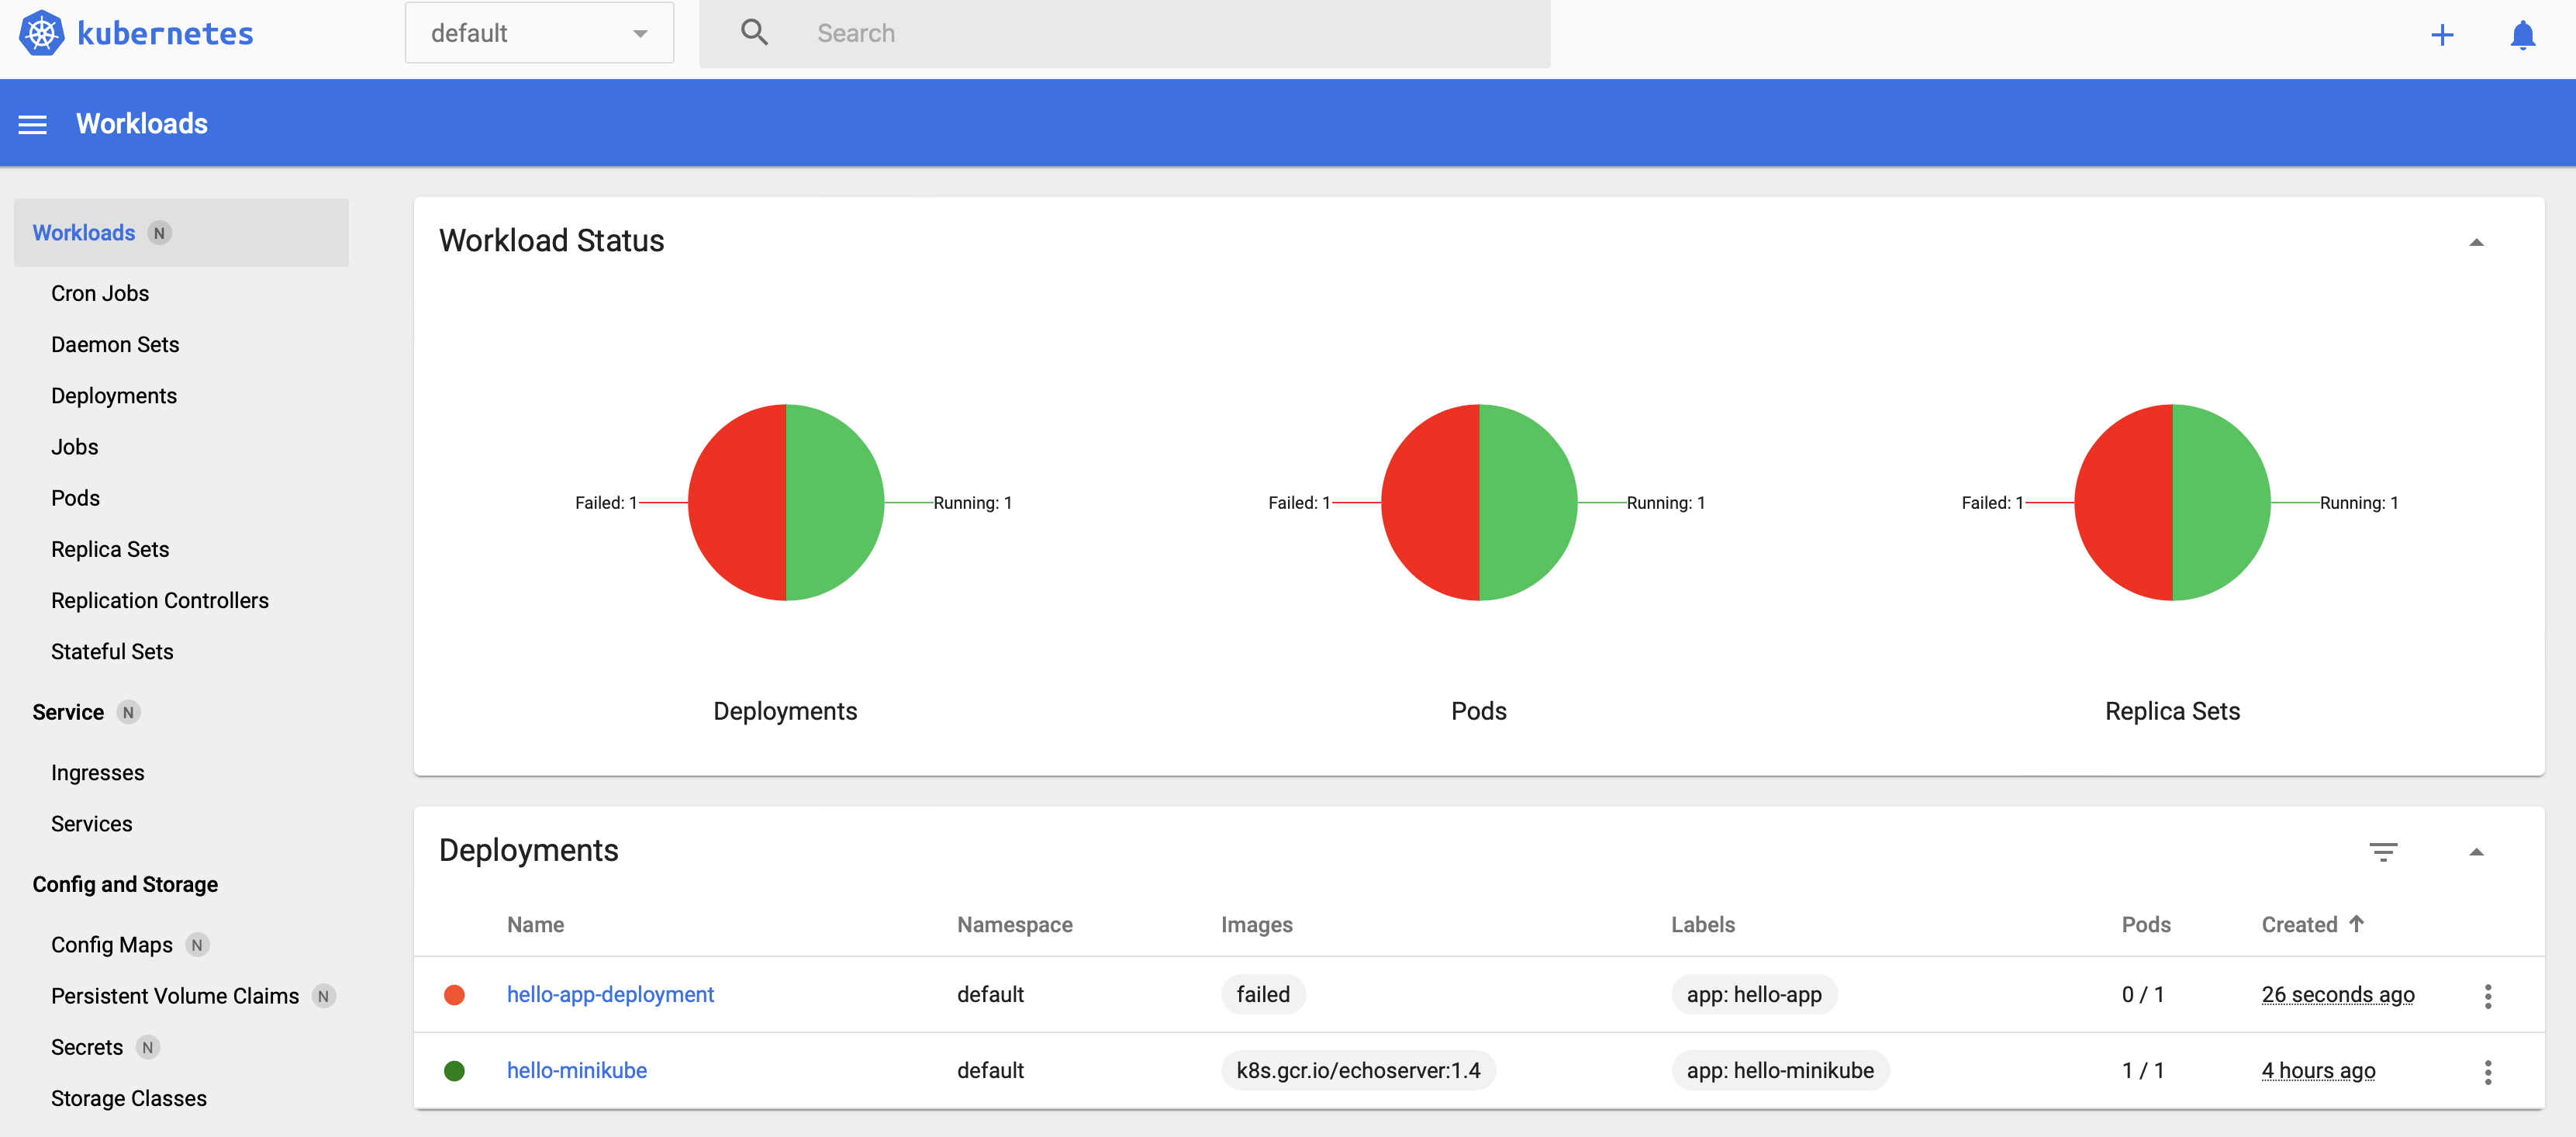 kubernetes
default
Search
Workloads
Workloads N
Cron Jobs
Daemon Sets
Deployments
Jobs
Pods
Replica Sets
Replication Controllers
Stateful Sets
Service N
Ingresses
Services
Config and Storage
Config Maps N
Persistent Volume Claims N
Secrets N
Storage Classes
Workload Status
Failed: 1 Running: 1
Deployments
Failed: 1 Running: 1
Pods
Failed: 1 Running: 1
Replica Sets
Deployments
Name Namespace Images Labels Pods Created
hello-app-deployment default failed app: hello-app 0 / 1 26 seconds ago
hello-minikube default k8s.gcr.io/echoserver:1.4 app: hello-minikube 1 / 1 4 hours ago